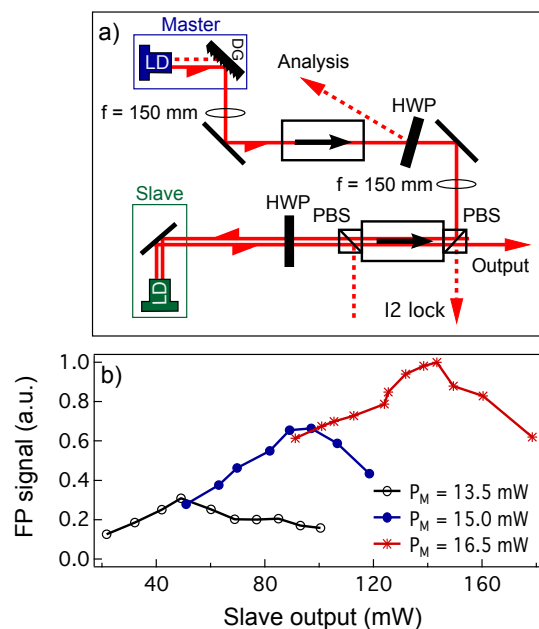 a)
Master
LD
DG
Analysis
HWP
f = 150 mm
f = 150 mm
Slave
HWP
PBS
PBS
LD
Output
I2 lock
b)
FP signal (a.u.)
1.0
0.8
0.6
0.4
0.2
0.0
P_M = 13.5 mW
P_M = 15.0 mW
P_M = 16.5 mW
40 80 120 160
Slave output (mW)